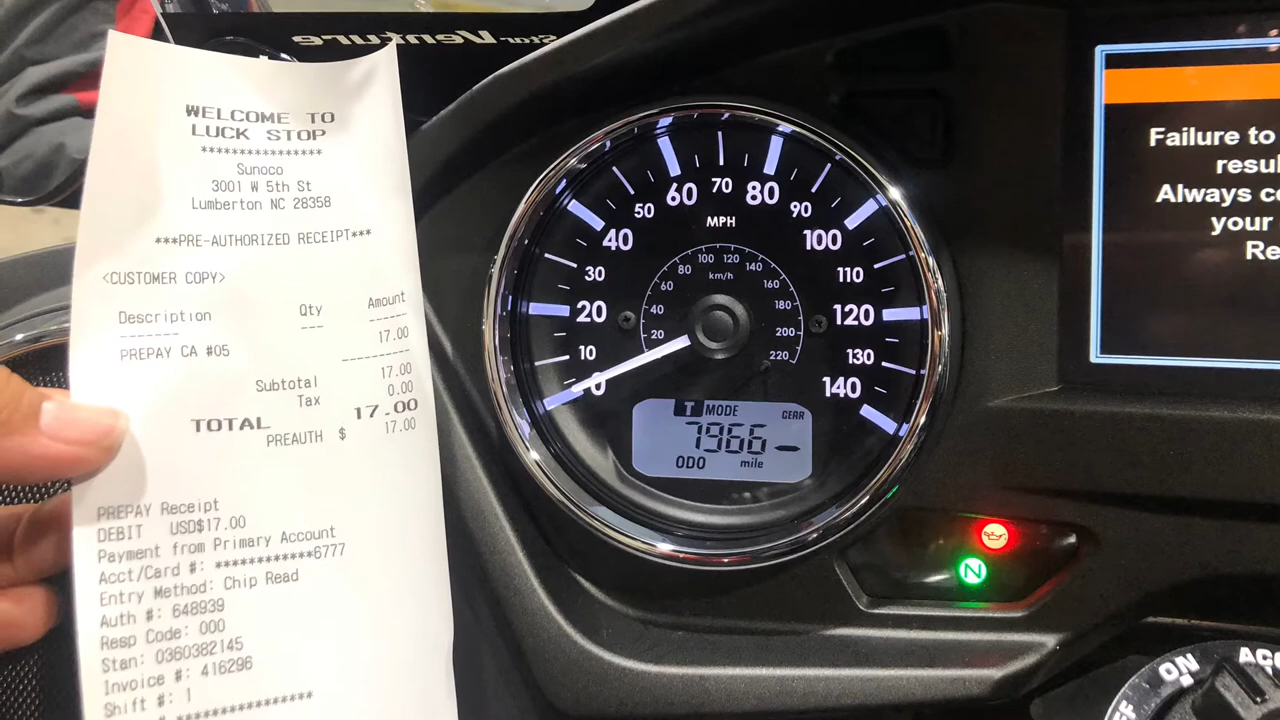 Star Venture
WELCOME TO
LUCK STOP
***************
Sunoco
3001 W 5th St
Lumberton NC 28358
***PRE-AUTHORIZED RECEIPT***
<CUSTOMER COPY>
Description Qty Amount
------- --- ------
PREPAY CA #05 17.00
----------
Subtotal 17.00
Tax 0.00
TOTAL 17.00
PREAUTH $ 17.00
PREPAY Receipt
DEBIT USD$17.00
Payment from Primary Account
Acct/Card #: ************6777
Entry Method: Chip Read
Auth #: 648939
Resp Code: 000
Stan: 0360382145
Invoice #: 416296
Shift #: 1
****************
0 10 20 30 40 50 60 70 80 90 100 110 120 130 140
MPH
20 40 60 80 100 120 140 160 180 200 220
km/h
T MODE GEAR
7966 -
ODO mile
Failure to
resul
Always co
your
Re
N
ON
ACC
FF